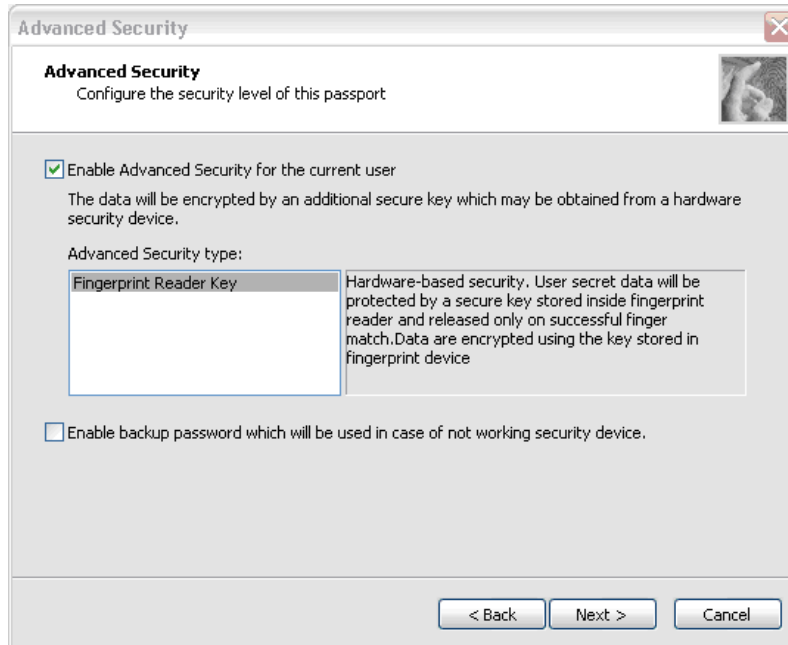 Advanced Security
Advanced Security
Configure the security level of this passport
Enable Advanced Security for the current user
The data will be encrypted by an additional secure key which may be obtained from a hardware
security device.
Advanced Security type:
Fingerprint Reader Key
Hardware-based security. User secret data will be
protected by a secure key stored inside fingerprint
reader and released only on successful finger
match.Data are encrypted using the key stored in
fingerprint device
Enable backup password which will be used in case of not working security device.
< Back
Next >
Cancel